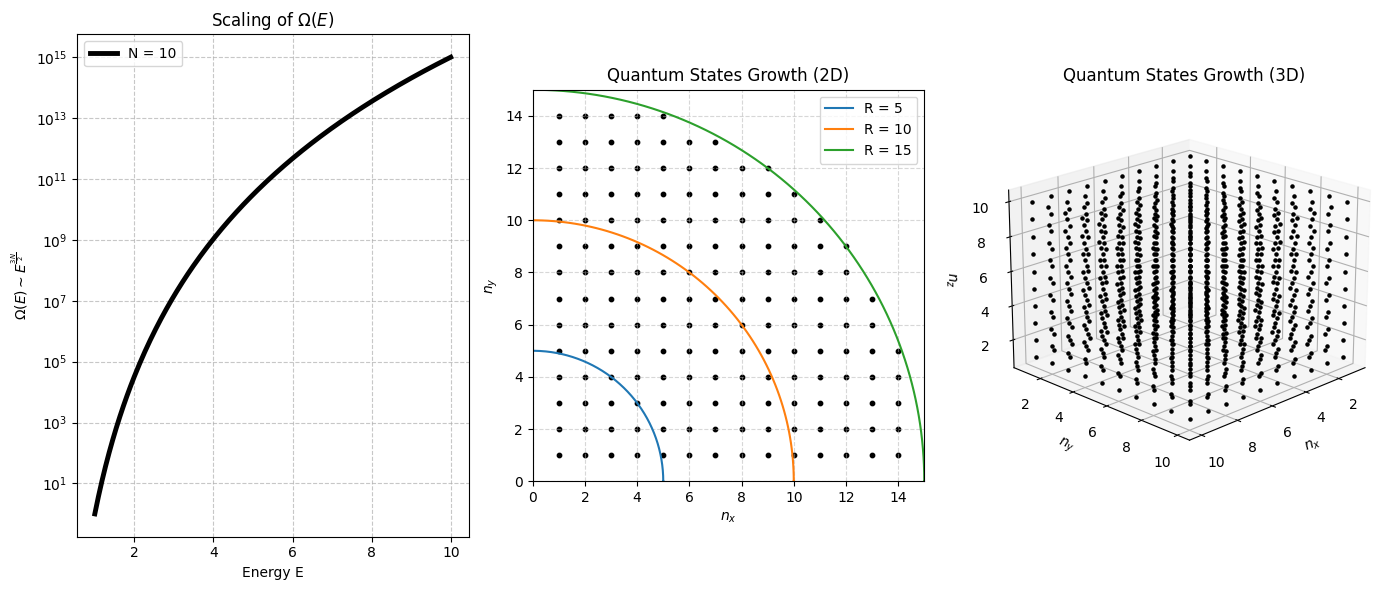 Scaling of Ω(E)
N = 10
10^15
10^13
10^11
10^9
10^7
10^5
10^3
10^1
Ω(E) ~ E^{3N/2}
2 4 6 8 10
Energy E
Quantum States Growth (2D)
R = 5
R = 10
R = 15
14
12
10
8
6
4
2
0
n_y
0 2 4 6 8 10 12 14
n_x
Quantum States Growth (3D)
10
8
6
4
2
n_z
2 4 6 8 10
n_y
10 8 6 4 2
n_x